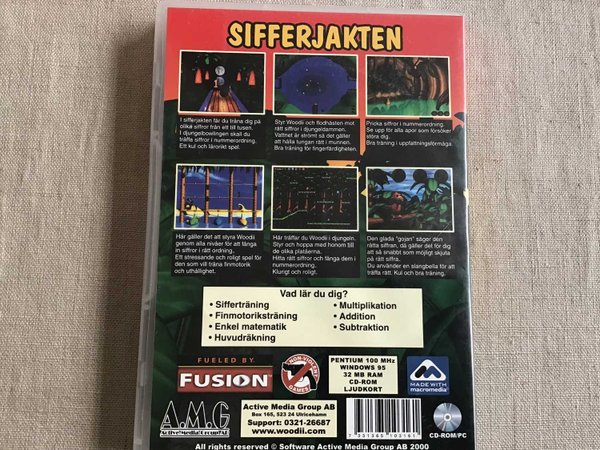 SIFFERJAKTEN
I sifferjakten får du träna dig på
olika siffror från ett till tusen.
I djungelbowlingen skall du
träffa siffror i nummerordning.
Ett kul och lärorikt spel.
Styr Woodii och flodhästen mot
rätt siffror i djungeldammen.
Vattnet är strömt så det gäller
att hålla tungan rätt i munnen.
Bra träning för fingerfärdigheten.
Pricka siffror i nummerordning.
Se upp för alla apor som försöker
störa dig.
Bra träning i uppfattningsförmåga
Här gäller det att styra Woodii
genom alla nivåer för att fånga
in siffror i rätt ordning..
Ett stressande och roligt spel för
den som vill träna finmotorik
och uthållighet.
Här träffar du Woodii i djungeln.
Styr och hoppa med honom till
de olika platåerna.
Hitta rätt siffror och fånga dem i
nummerordning.
Klurigt och roligt.
Den glada "gojan" säger den
rätta siffran, då gäller det för dig
att så snabbt som möjligt skjuta
på rätt siffra.
Du använder en slangbella för att
träffa rätt. Kul och bra träning.
Vad lär du dig?
• Sifferträning
• Finmotoriksträning
• Enkel matematik
• Huvudräkning
• Multiplikation
• Addition
• Subtraktion
FUELED BY
FUSION
NON-VIOLENT
GAMES
PENTIUM 100 MHz
WINDOWS 95
32 MB RAM
CD-ROM
LJUDKORT
MADE WITH
macromedia
A.M.G
Active Media Group AB
Box 165, 523 24 Ulricehamn
Support: 0321-26687
www.woodii.com
CD-ROM/PC
All rights reserved © Software Active Media Group AB 2000